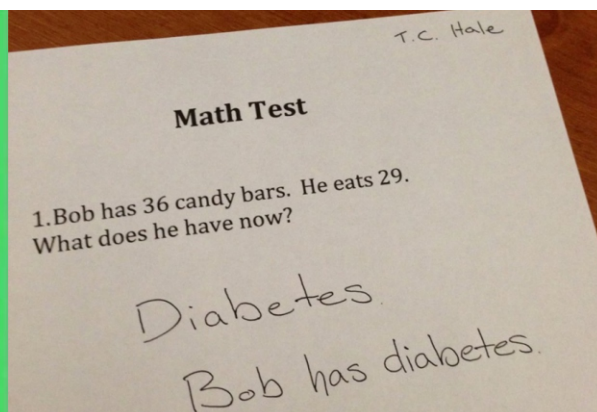 T.C. Hale
Math Test
1.Bob has 36 candy bars. He eats 29.
What does he have now?
Diabetes.
Bob has diabetes.